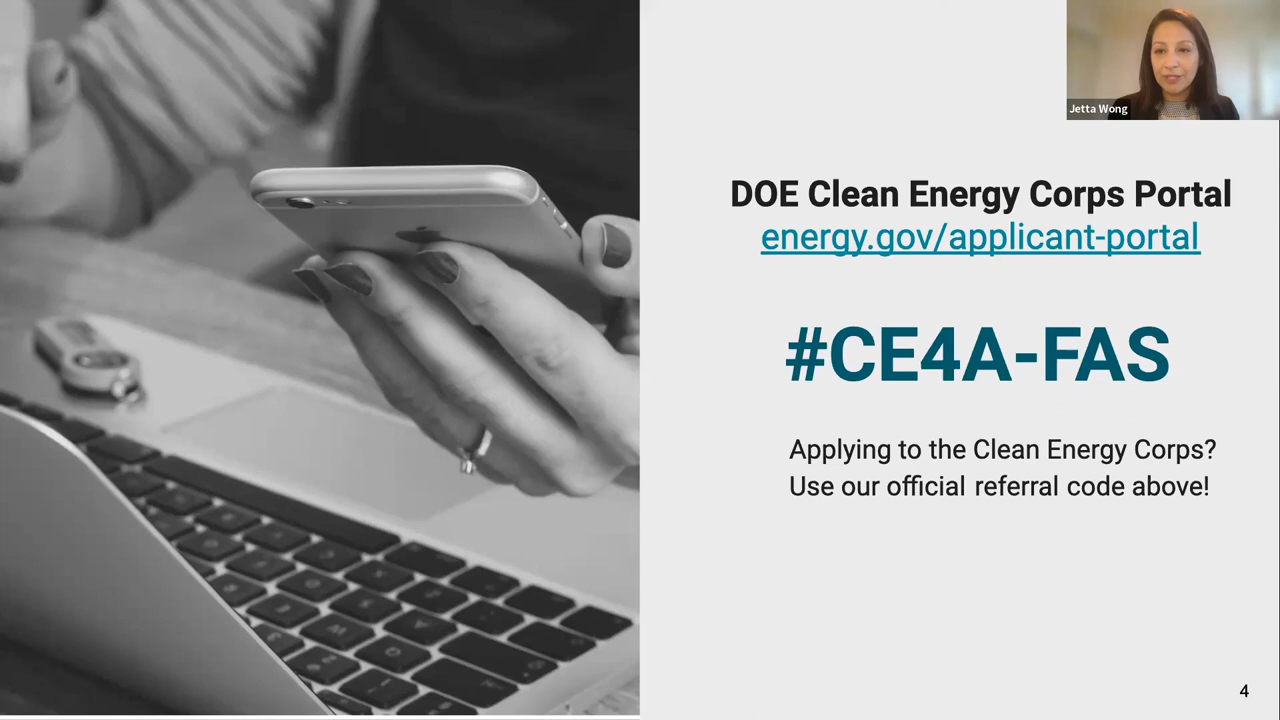 Jetta Wong
DOE Clean Energy Corps Portal
energy.gov/applicant-portal
#CE4A-FAS
Applying to the Clean Energy Corps?
Use our official referral code above!
4